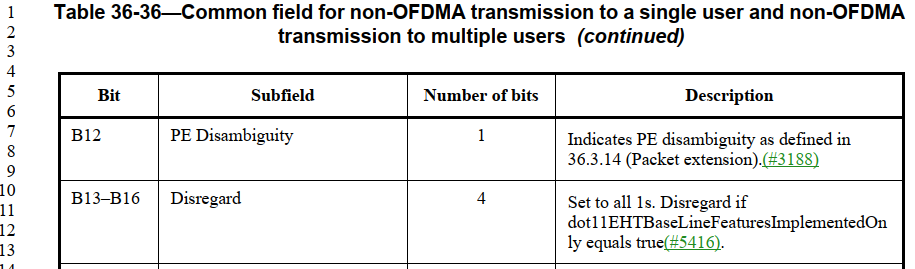 1
2
3
4
5
6
7
8
9
10
11
12
13
Table 36-36—Common field for non-OFDMA transmission to a single user and non-OFDMA
transmission to multiple users (continued)
Bit Subfield Number of bits Description
B12 PE Disambiguity 1 Indicates PE disambiguity as defined in
36.3.14 (Packet extension).(#3188)
B13–B16 Disregard 4 Set to all 1s. Disregard if
dot11EHTBaseLineFeaturesImplementedOn
ly equals true(#5416).